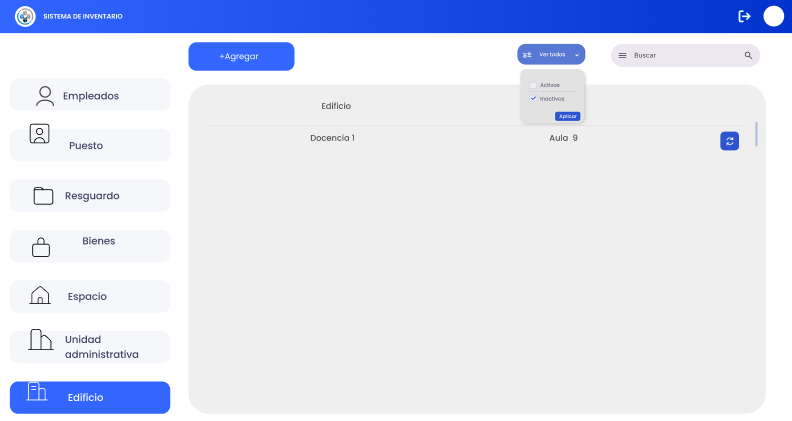 SISTEMA DE INVENTARIO
+Agregar
Ver todos
Buscar
Activos
Inactivos
Aplicar
Empleados
Puesto
Resguardo
Bienes
Espacio
Unidad
administrativa
Edificio
Edificio
Docencia 1
Aula 9